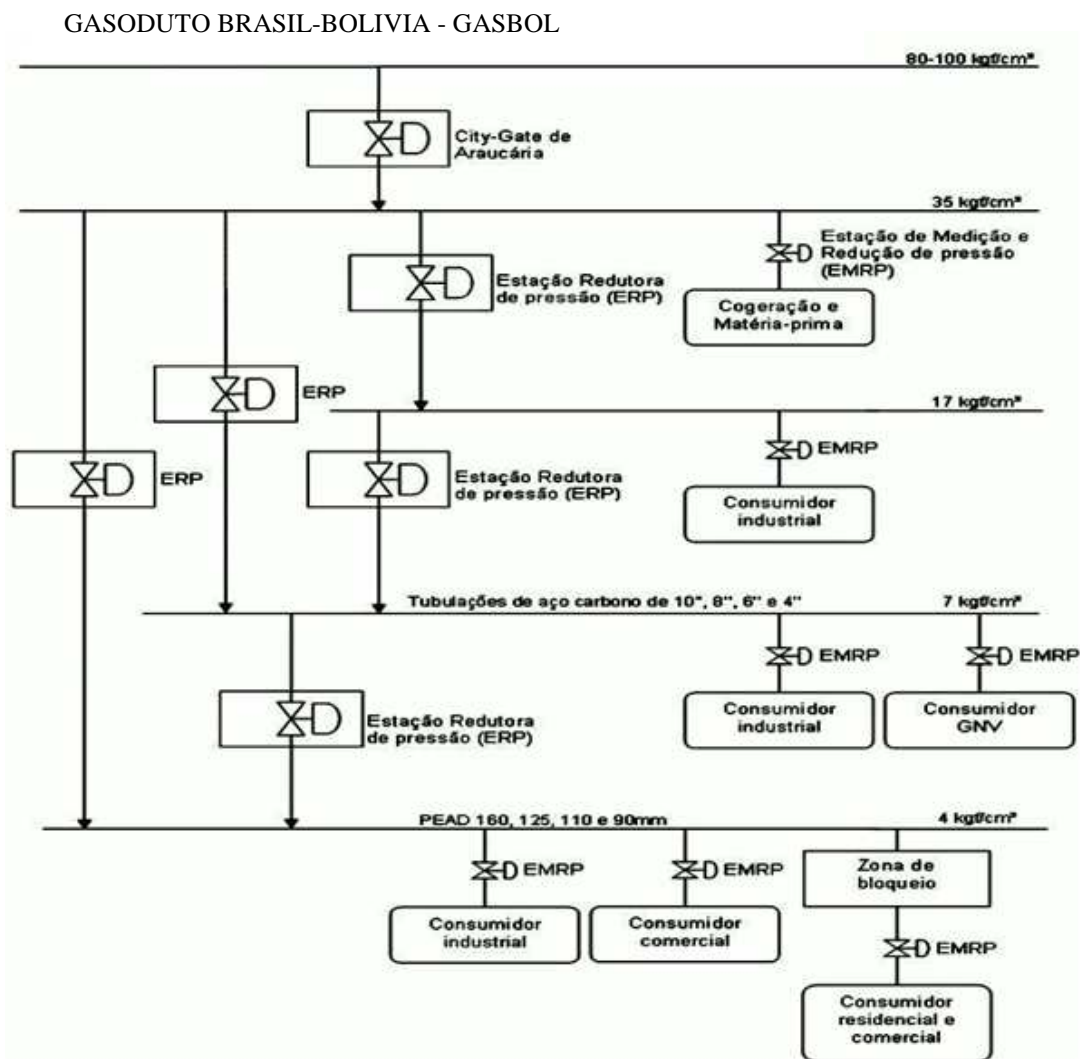 GASODUTO BRASIL-BOLIVIA - GASBOL
80-100 kgf/cm²
City-Gate de
Araucária
35 kgf/cm²
Estação de Medição e
Redução de pressão
(EMRP)
Estação Redutora
de pressão (ERP)
Cogeração e
Matéria-prima
ERP
17 kgf/cm²
EMRP
ERP
Estação Redutora
de pressão (ERP)
Consumidor
industrial
Tubulações de aço carbono de 10", 8", 6" e 4"
7 kgf/cm²
EMRP
EMRP
Estação Redutora
de pressão (ERP)
Consumidor
industrial
Consumidor
GNV
PEAD 160, 125, 110 e 90mm
4 kgf/cm²
EMRP
EMRP
Zona de
bloqueio
Consumidor
industrial
Consumidor
comercial
EMRP
Consumidor
residencial e
comercial